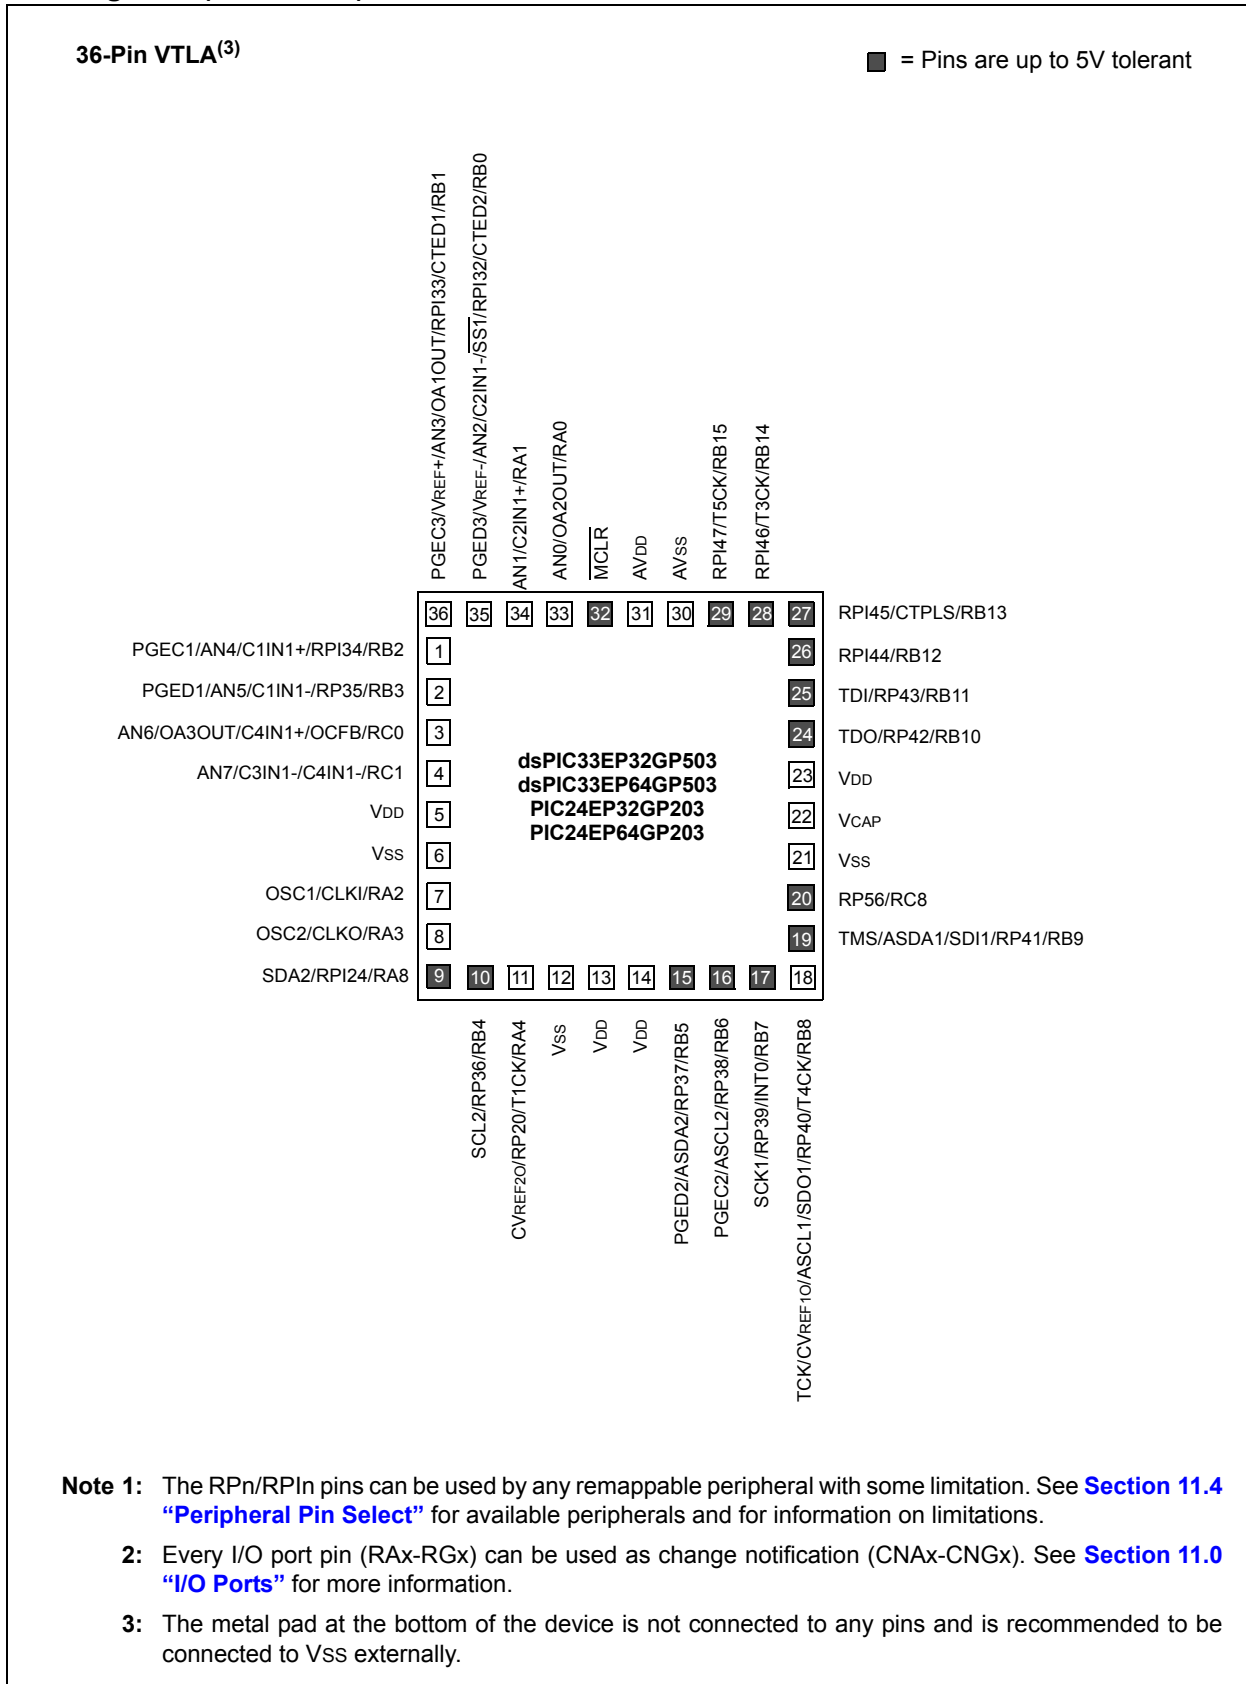 36-Pin VTLA(3)
= Pins are up to 5V tolerant
PGEC3/VREF+/AN3/OA1OUT/RPI33/CTED1/RB1
PGED3/VREF-/AN2/C2IN1-/SS1/RPI32/CTED2/RB0
AN1/C2IN1+/RA1
AN0/OA2OUT/RA0
MCLR
AVDD
AVSS
RPI47/T5CK/RB15
RPI46/T3CK/RB14
36 35 34 33 32 31 30 29 28 27 RPI45/CTPLS/RB13
PGEC1/AN4/C1IN1+/RPI34/RB2 1 26 RPI44/RB12
PGED1/AN5/C1IN1-/RP35/RB3 2 25 TDI/RP43/RB11
AN6/OA3OUT/C4IN1+/OCFB/RC0 3 24 TDO/RP42/RB10
AN7/C3IN1-/C4IN1-/RC1 4 23 VDD
VDD 5 22 VCAP
VSS 6 21 VSS
OSC1/CLKI/RA2 7 20 RP56/RC8
OSC2/CLKO/RA3 8 19 TMS/ASDA1/SDI1/RP41/RB9
dsPIC33EP32GP503
dsPIC33EP64GP503
PIC24EP32GP203
PIC24EP64GP203
SDA2/RPI24/RA8 9 10 11 12 13 14 15 16 17 18
SCL2/RP36/RB4
CVREF2O/RP20/T1CK/RA4
VSS
VDD
VDD
PGED2/ASDA2/RP37/RB5
PGEC2/ASCL2/RP38/RB6
SCK1/RP39/INT0/RB7
TCK/CVREF1O/ASCL1/SDO1/RP40/T4CK/RB8
Note 1: The RPn/RPIn pins can be used by any remappable peripheral with some limitation. See Section 11.4
“Peripheral Pin Select” for available peripherals and for information on limitations.
2: Every I/O port pin (RAx-RGx) can be used as change notification (CNAx-CNGx). See Section 11.0
“I/O Ports” for more information.
3: The metal pad at the bottom of the device is not connected to any pins and is recommended to be
connected to VSS externally.